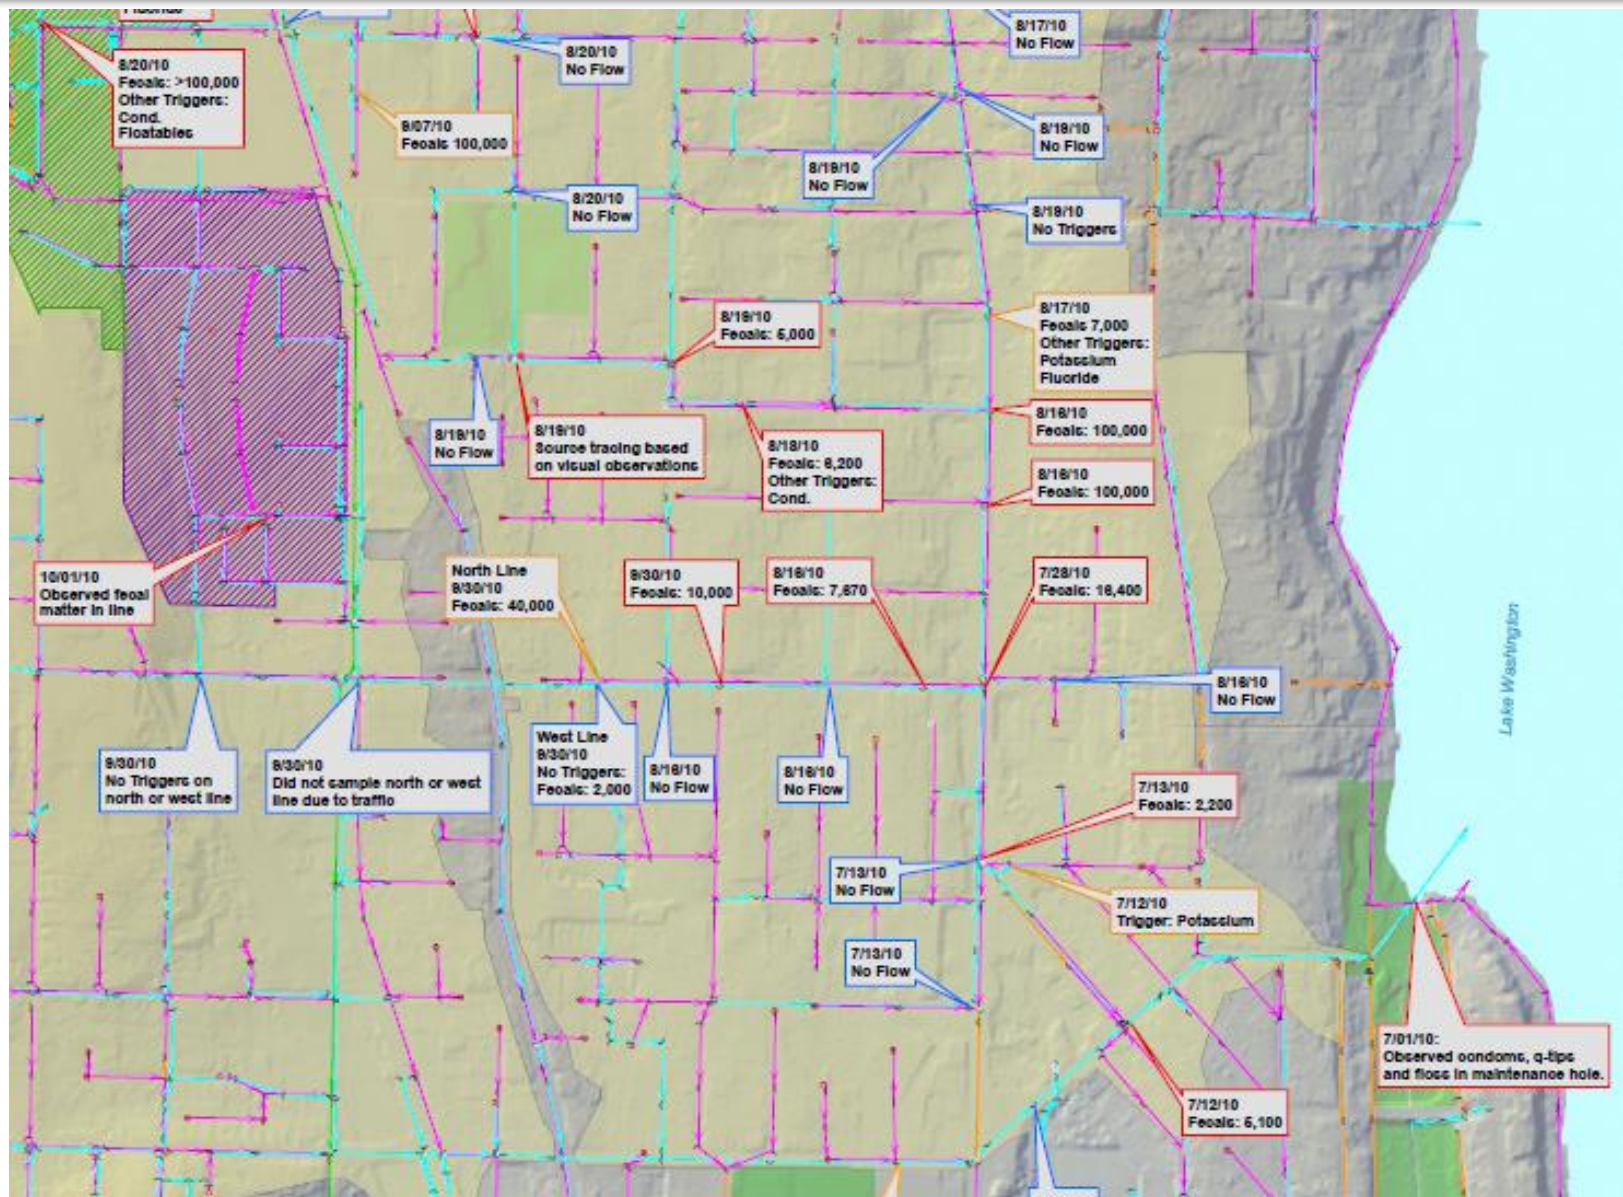 8/17/10
No Flow
8/20/10
No Flow
8/20/10
Fecals: >100,000
Other Triggers:
Cond.
Floatables
9/07/10
Fecals 100,000
8/19/10
No Flow
8/19/10
No Flow
8/20/10
No Flow
8/19/10
No Triggers
8/19/10
Fecals: 5,000
8/17/10
Fecals 7,000
Other Triggers:
Potassium
Fluoride
8/16/10
Fecals: 100,000
8/19/10
No Flow
8/19/10
Source tracing based
on visual observations
8/18/10
Fecals: 6,200
Other Triggers:
Cond.
8/16/10
Fecals: 100,000
10/01/10
Observed fecal
matter in line
North Line
9/30/10
Fecals: 40,000
9/30/10
Fecals: 10,000
8/16/10
Fecals: 7,670
7/28/10
Fecals: 16,400
Lake Washington
8/16/10
No Flow
9/30/10
No Triggers on
north or west line
9/30/10
Did not sample north or west
line due to traffic
West Line
9/30/10
No Triggers:
Fecals: 2,000
8/16/10
No Flow
8/16/10
No Flow
7/13/10
Fecals: 2,200
7/13/10
No Flow
7/12/10
Trigger: Potassium
7/13/10
No Flow
7/01/10:
Observed condoms, q-tips
and floss in maintenance hole.
7/12/10
Fecals: 5,100